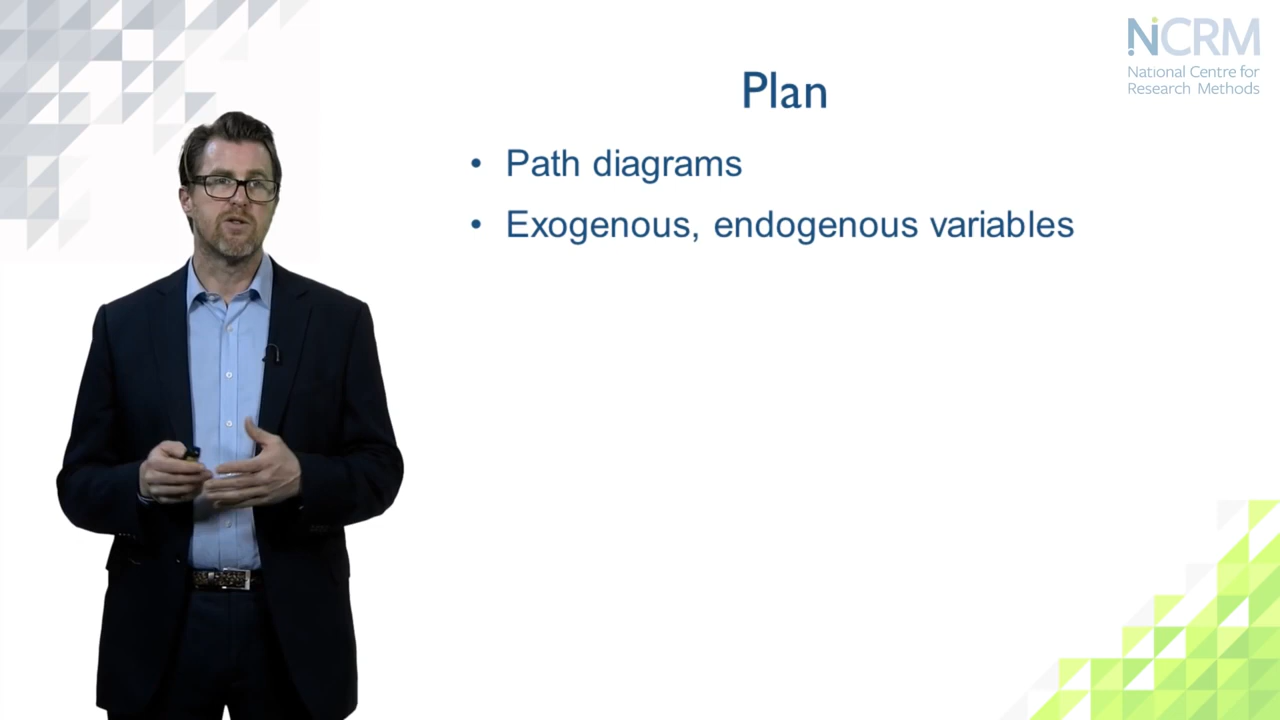 NCRM
National Centre for
Research Methods
Plan
• Path diagrams
• Exogenous, endogenous variables